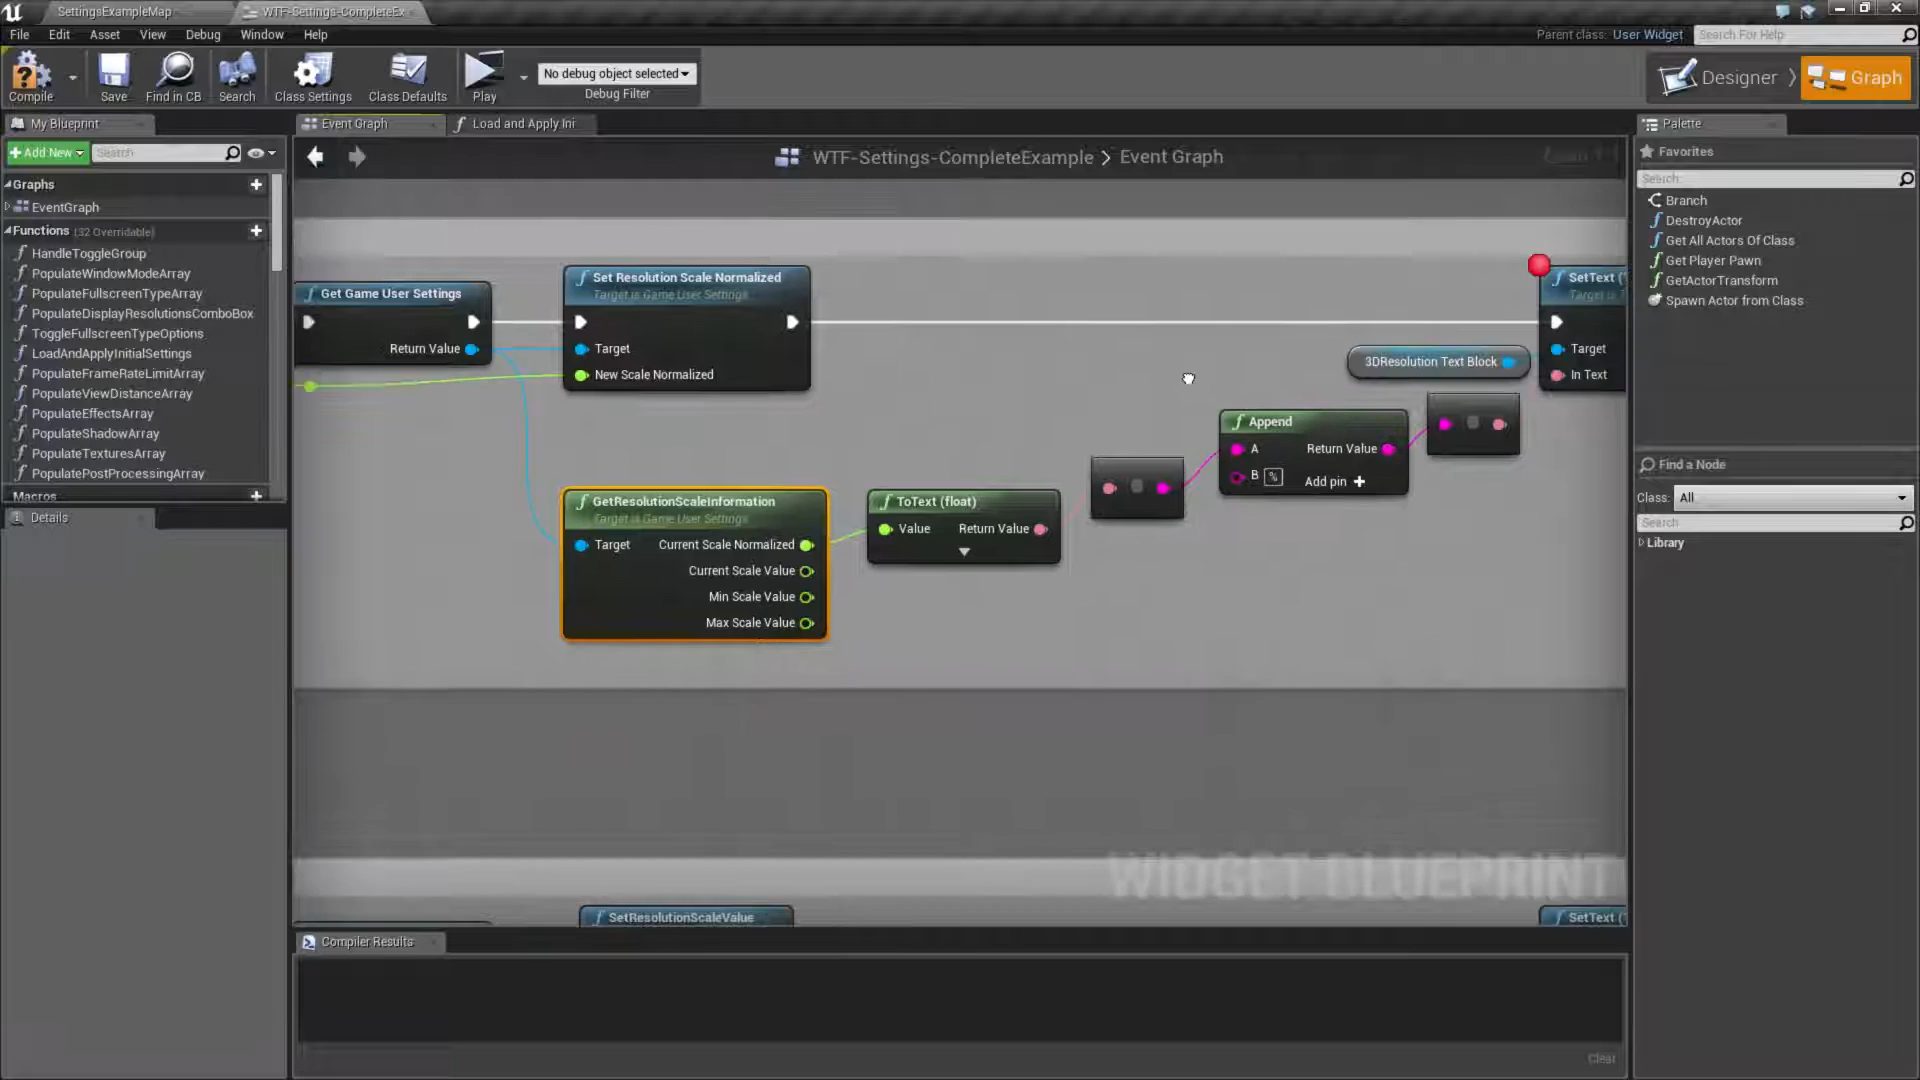 SettingsExampleMap
WTF-Settings-CompleteEx
File Edit Asset View Debug Window Help
Parent class: User Widget
Search For Help
Compile
Save
Find in CB
Search
Class Settings
Class Defaults
Play
No debug object selected
Debug Filter
Designer
Graph
My Blueprint
Event Graph
Load and Apply Ini
Palette
Add New
Search
WTF-Settings-CompleteExample > Event Graph
Favorites
Search
Graphs
EventGraph
Functions (32 Overridable)
HandleToggleGroup
PopulateWindowModeArray
PopulateFullscreenTypeArray
PopulateDisplayResolutionsComboBox
ToggleFullscreenTypeOptions
LoadAndApplyInitialSettings
PopulateFrameRateLimitArray
PopulateViewDistanceArray
PopulateEffectsArray
PopulateShadowArray
PopulateTexturesArray
PopulatePostProcessingArray
Macros
Details
Branch
DestroyActor
Get All Actors Of Class
Get Player Pawn
GetActorTransform
Spawn Actor from Class
Find a Node
Class: All
Search
Library
Get Game User Settings
Return Value
Set Resolution Scale Normalized
Target is Game User Settings
Target
New Scale Normalized
SetText (
Target is
Target
In Text
3DResolution Text Block
Append
A Return Value
B % Add pin +
GetResolutionScaleInformation
Target is Game User Settings
Target Current Scale Normalized
Current Scale Value
Min Scale Value
Max Scale Value
ToText (float)
Value Return Value
WIDGET BLUEPRINT
SetResolutionScaleValue
SetText (
Compiler Results
Clear